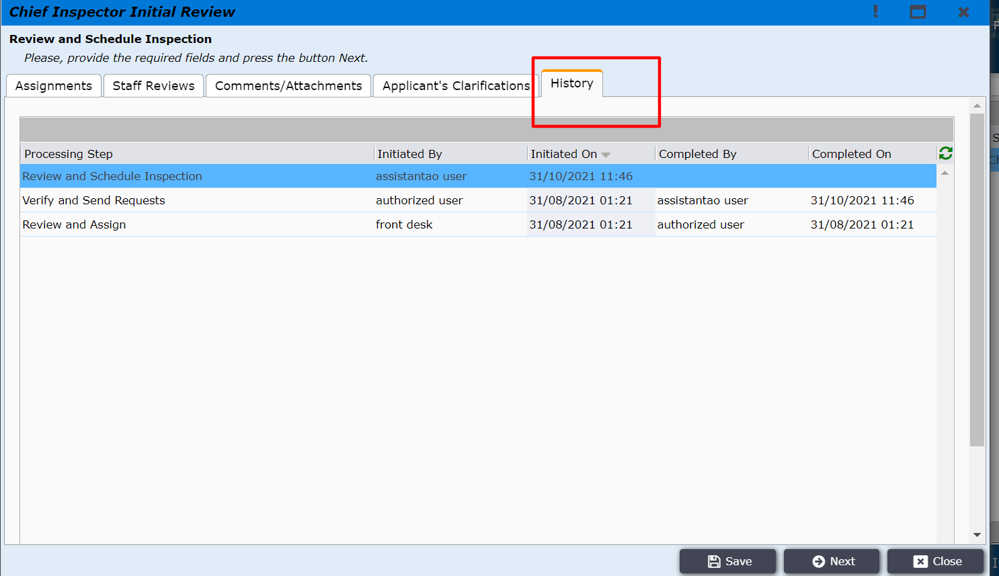 Chief Inspector Initial Review
Review and Schedule Inspection
Please, provide the required fields and press the button Next.
Assignments Staff Reviews Comments/Attachments Applicant's Clarifications History
Processing Step Initiated By Initiated On Completed By Completed On
Review and Schedule Inspection assistantao user 31/10/2021 11:46
Verify and Send Requests authorized user 31/08/2021 01:21 assistantao user 31/10/2021 11:46
Review and Assign front desk 31/08/2021 01:21 authorized user 31/08/2021 01:21
Save Next Close